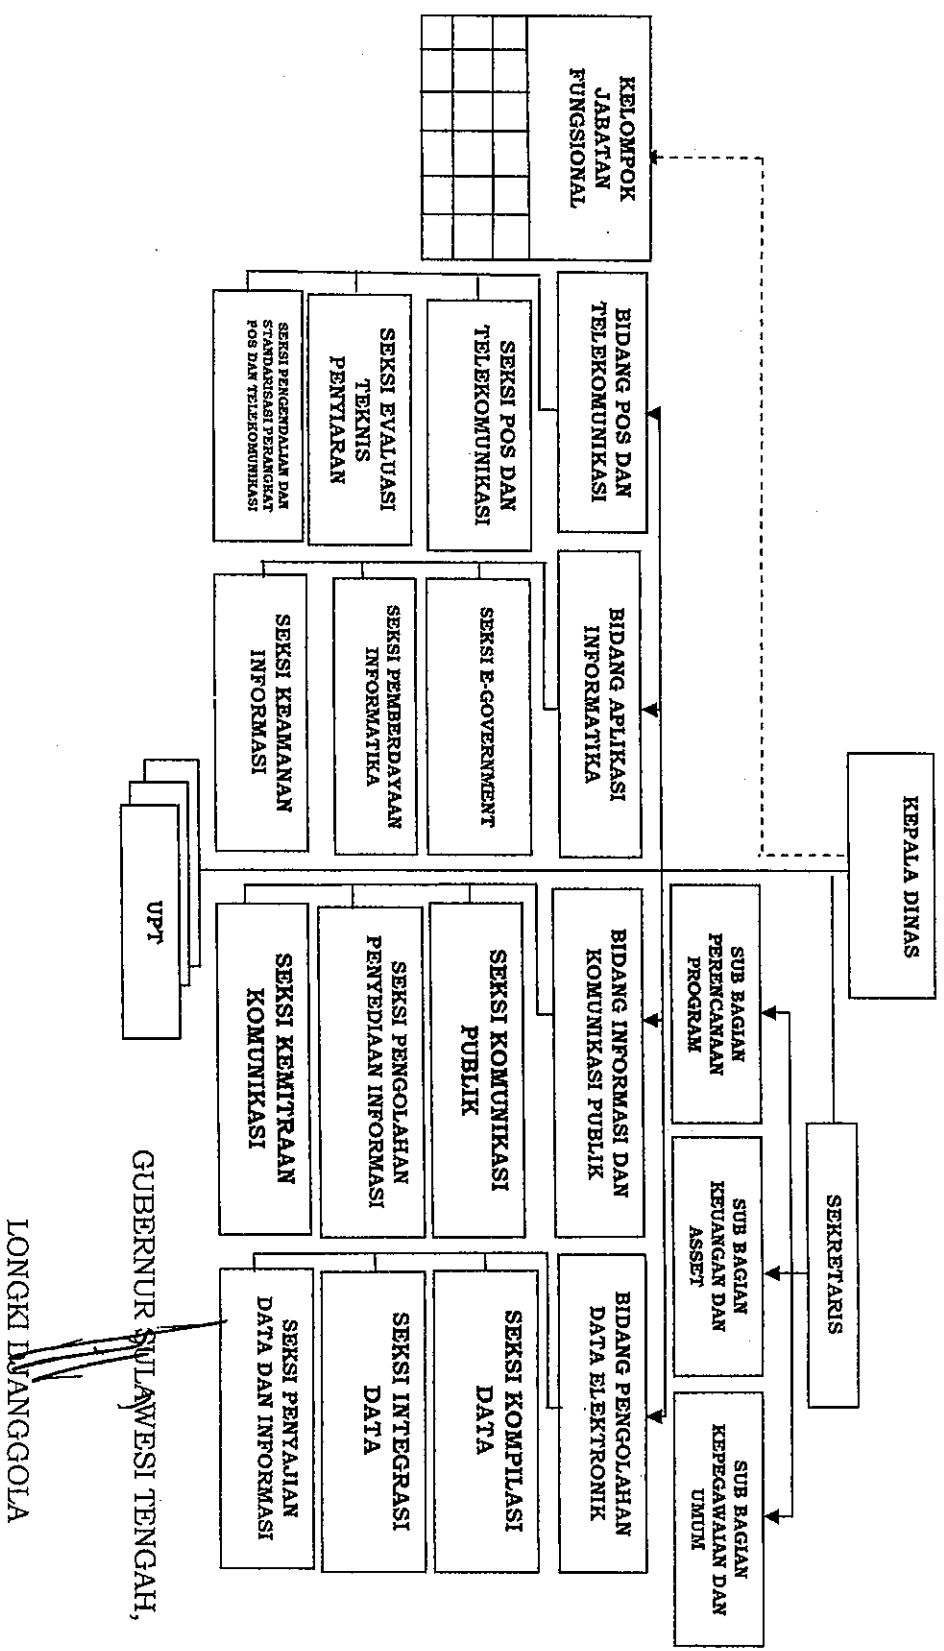 KEPALA DINAS
SEKRETARIS
SUB BAGIAN
PERENCANAAN
PROGRAM
SUB BAGIAN
KEUANGAN DAN
ASSET
SUB BAGIAN
KEPEGAWAIAN DAN
UMUM
KELOMPOK
JABATAN
FUNGSIONAL
BIDANG POS DAN
TELEKOMUNIKASI
SEKSI POS DAN
TELEKOMUNIKASI
SEKSI EVALUASI
TEKNIS
PENYIARAN
SEKSI PENGENDALIAN DAN
STANDARISASI PERANGKAT
POS DAN TELEKOMUNIKASI
BIDANG APLIKASI
INFORMATIKA
SEKSI E-GOVERNMENT
SEKSI PEMBERDAYAAN
INFORMATIKA
SEKSI KEAMANAN
INFORMASI
BIDANG INFORMASI DAN
KOMUNIKASI PUBLIK
SEKSI KOMUNIKASI
PUBLIK
SEKSI PENGOLAHAN
PENYEDIAAN INFORMASI
SEKSI KEMITRAAN
KOMUNIKASI
BIDANG PENGOLAHAN
DATA ELEKTRONIK
SEKSI KOMPILASI
DATA
SEKSI INTEGRASI
DATA
SEKSI PENYAJIAN
DATA DAN INFORMASI
UPT
GUBERNUR SULAWESI TENGAH,
LONGKI DJANGGOLA